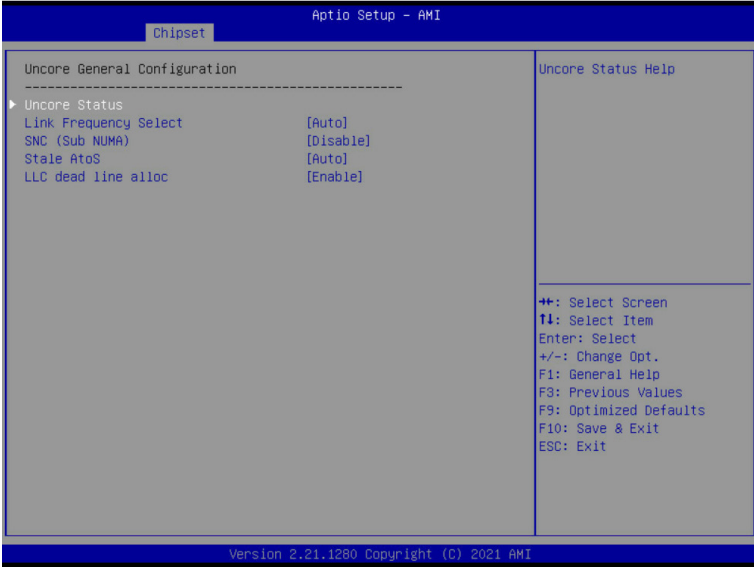 Aptio Setup – AMI
Chipset
Uncore General Configuration
--------------------------------------------------
Uncore Status
Link Frequency Select [Auto]
SNC (Sub NUMA) [Disable]
Stale AtoS [Auto]
LLC dead line alloc [Enable]
Uncore Status Help
→←: Select Screen
↑↓: Select Item
Enter: Select
+/-: Change Opt.
F1: General Help
F3: Previous Values
F9: Optimized Defaults
F10: Save & Exit
ESC: Exit
Version 2.21.1280 Copyright (C) 2021 AMI